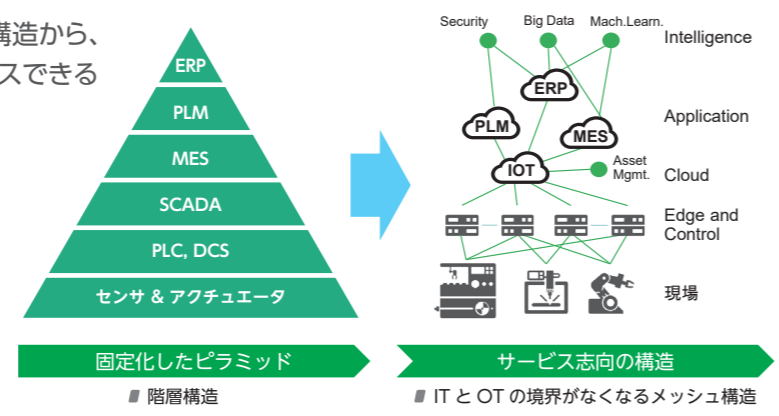 構造から、
スできる
ERP
PLM
MES
SCADA
PLC, DCS
センサ & アクチュエータ
固定化したピラミッド
階層構造
Security
Big Data
Mach.Learn.
Intelligence
ERP
Application
PLM
MES
IOT
Asset
Mgmt.
Cloud
Edge and
Control
現場
サービス志向の構造
IT と OT の境界がなくなるメッシュ構造